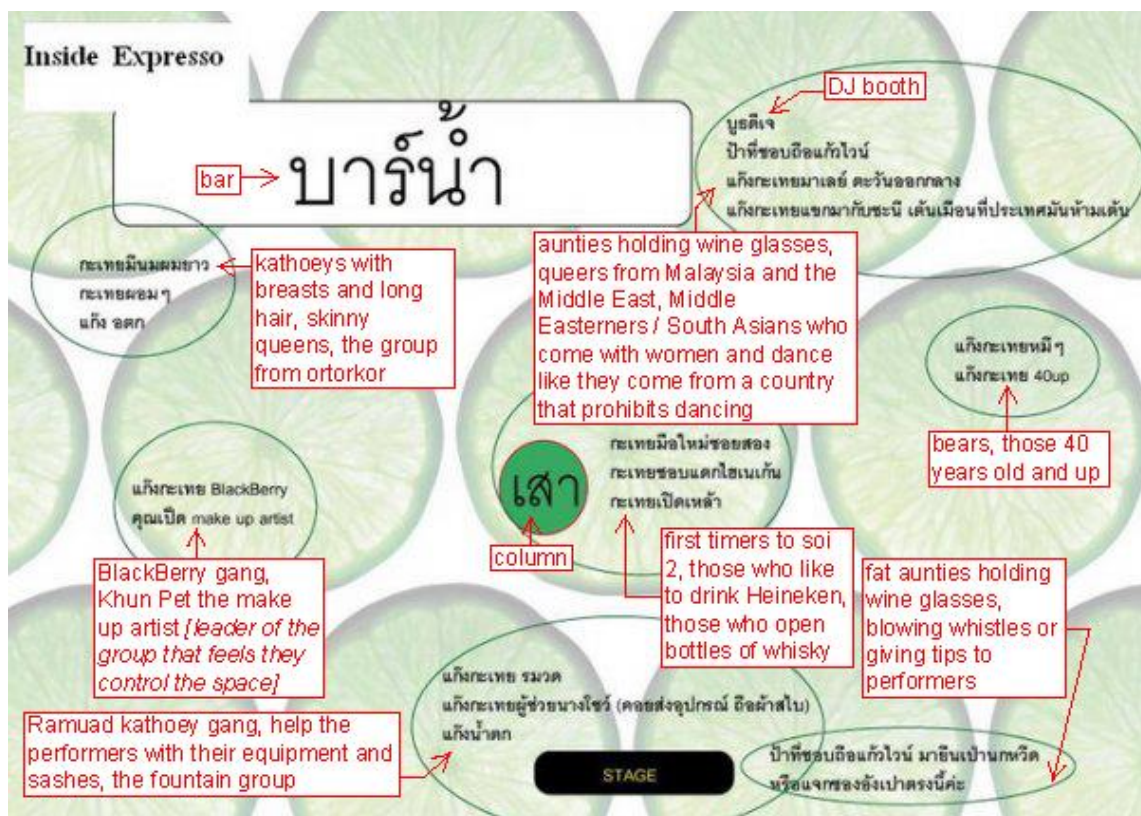 Inside Expresso
DJ booth
บูธดีเจ
ป้าที่ชอบถือแก้วไวน์
แก๊งกะเทยมาเลย์ ตะวันออกกลาง
แก๊งกะเทยแขกมากับชะนี เต้นเมือนที่ประเทศมันห้ามเต้น
bar
บาร์น้ำ
aunties holding wine glasses,
queers from Malaysia and the
Middle East, Middle
Easterners / South Asians who
come with women and dance
like they come from a country
that prohibits dancing
กะเทยมีนมผมยาว
กะเทยผอม ๆ
แก๊ง อตก
kathoeys with
breasts and long
hair, skinny
queens, the group
from ortorkor
แก๊งกะเทยหมี ๆ
แก๊งกะเทย 40up
bears, those 40
years old and up
แก๊งกะเทย BlackBerry
คุณเป็ด make up artist
BlackBerry gang,
Khun Pet the make
up artist [leader of the
group that feels they
control the space]
เสา
column
กะเทยมือใหม่ซอยสอง
กะเทยชอบแดกไฮเนเก้น
กะเทยเปิดเหล้า
first timers to soi
2, those who like
to drink Heineken,
those who open
bottles of whisky
fat aunties holding
wine glasses,
blowing whistles or
giving tips to
performers
แก๊งกะเทย รมวด
แก๊งกะเทยผู้ช่วยนางโชว์ (คอยส่งอุปกรณ์ ถือผ้าสไบ)
แก๊งน้ำตก
Ramuad kathoey gang, help the
performers with their equipment and
sashes, the fountain group
STAGE
ป้าที่ชอบถือแก้วไวน์ มายืนเป่านกหวีด
หรือแจกซองอังเปาตรงนี้ค่ะ